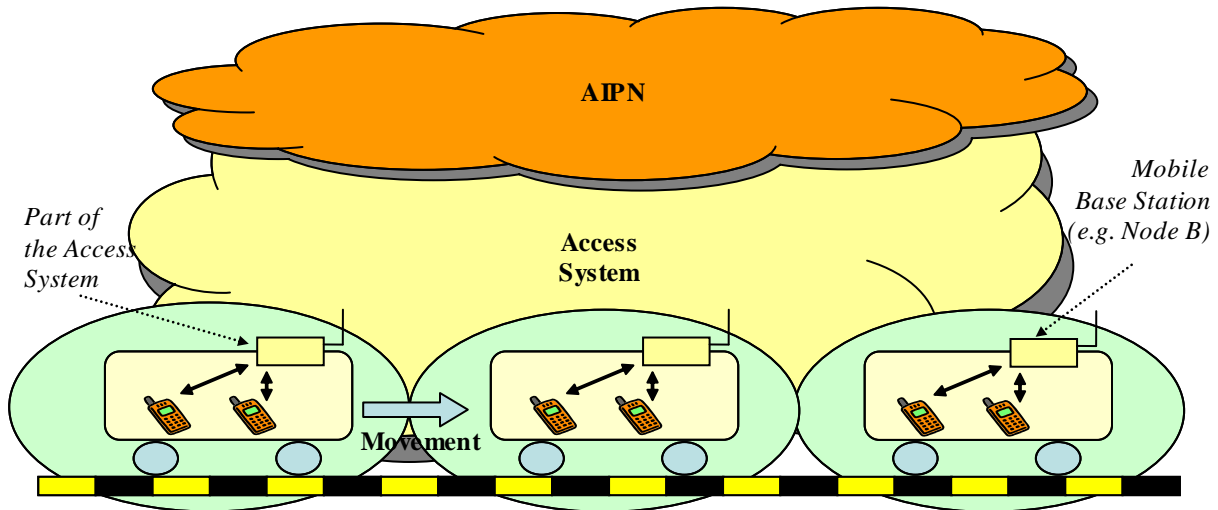 AIPN
Mobile
Base Station
(e.g. Node B)
Part of
the Access
System
Access
System
Movement